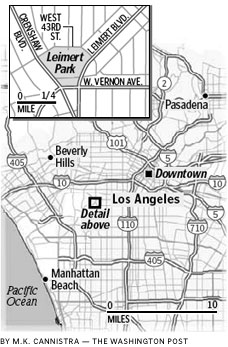 WEST
43RD
ST.
CRENSHAW
BLVD.
LEIMERT BLVD.
Leimert
Park
W. VERNON AVE.
0 1/4
MILE
2
Pasadena
101
5
Beverly
Hills
405
10
Downtown
10
Los Angeles
Detail
above
5
110
710
405
Manhattan
Beach
Pacific
Ocean
0 10
MILES
BY M.K. CANNISTRA — THE WASHINGTON POST